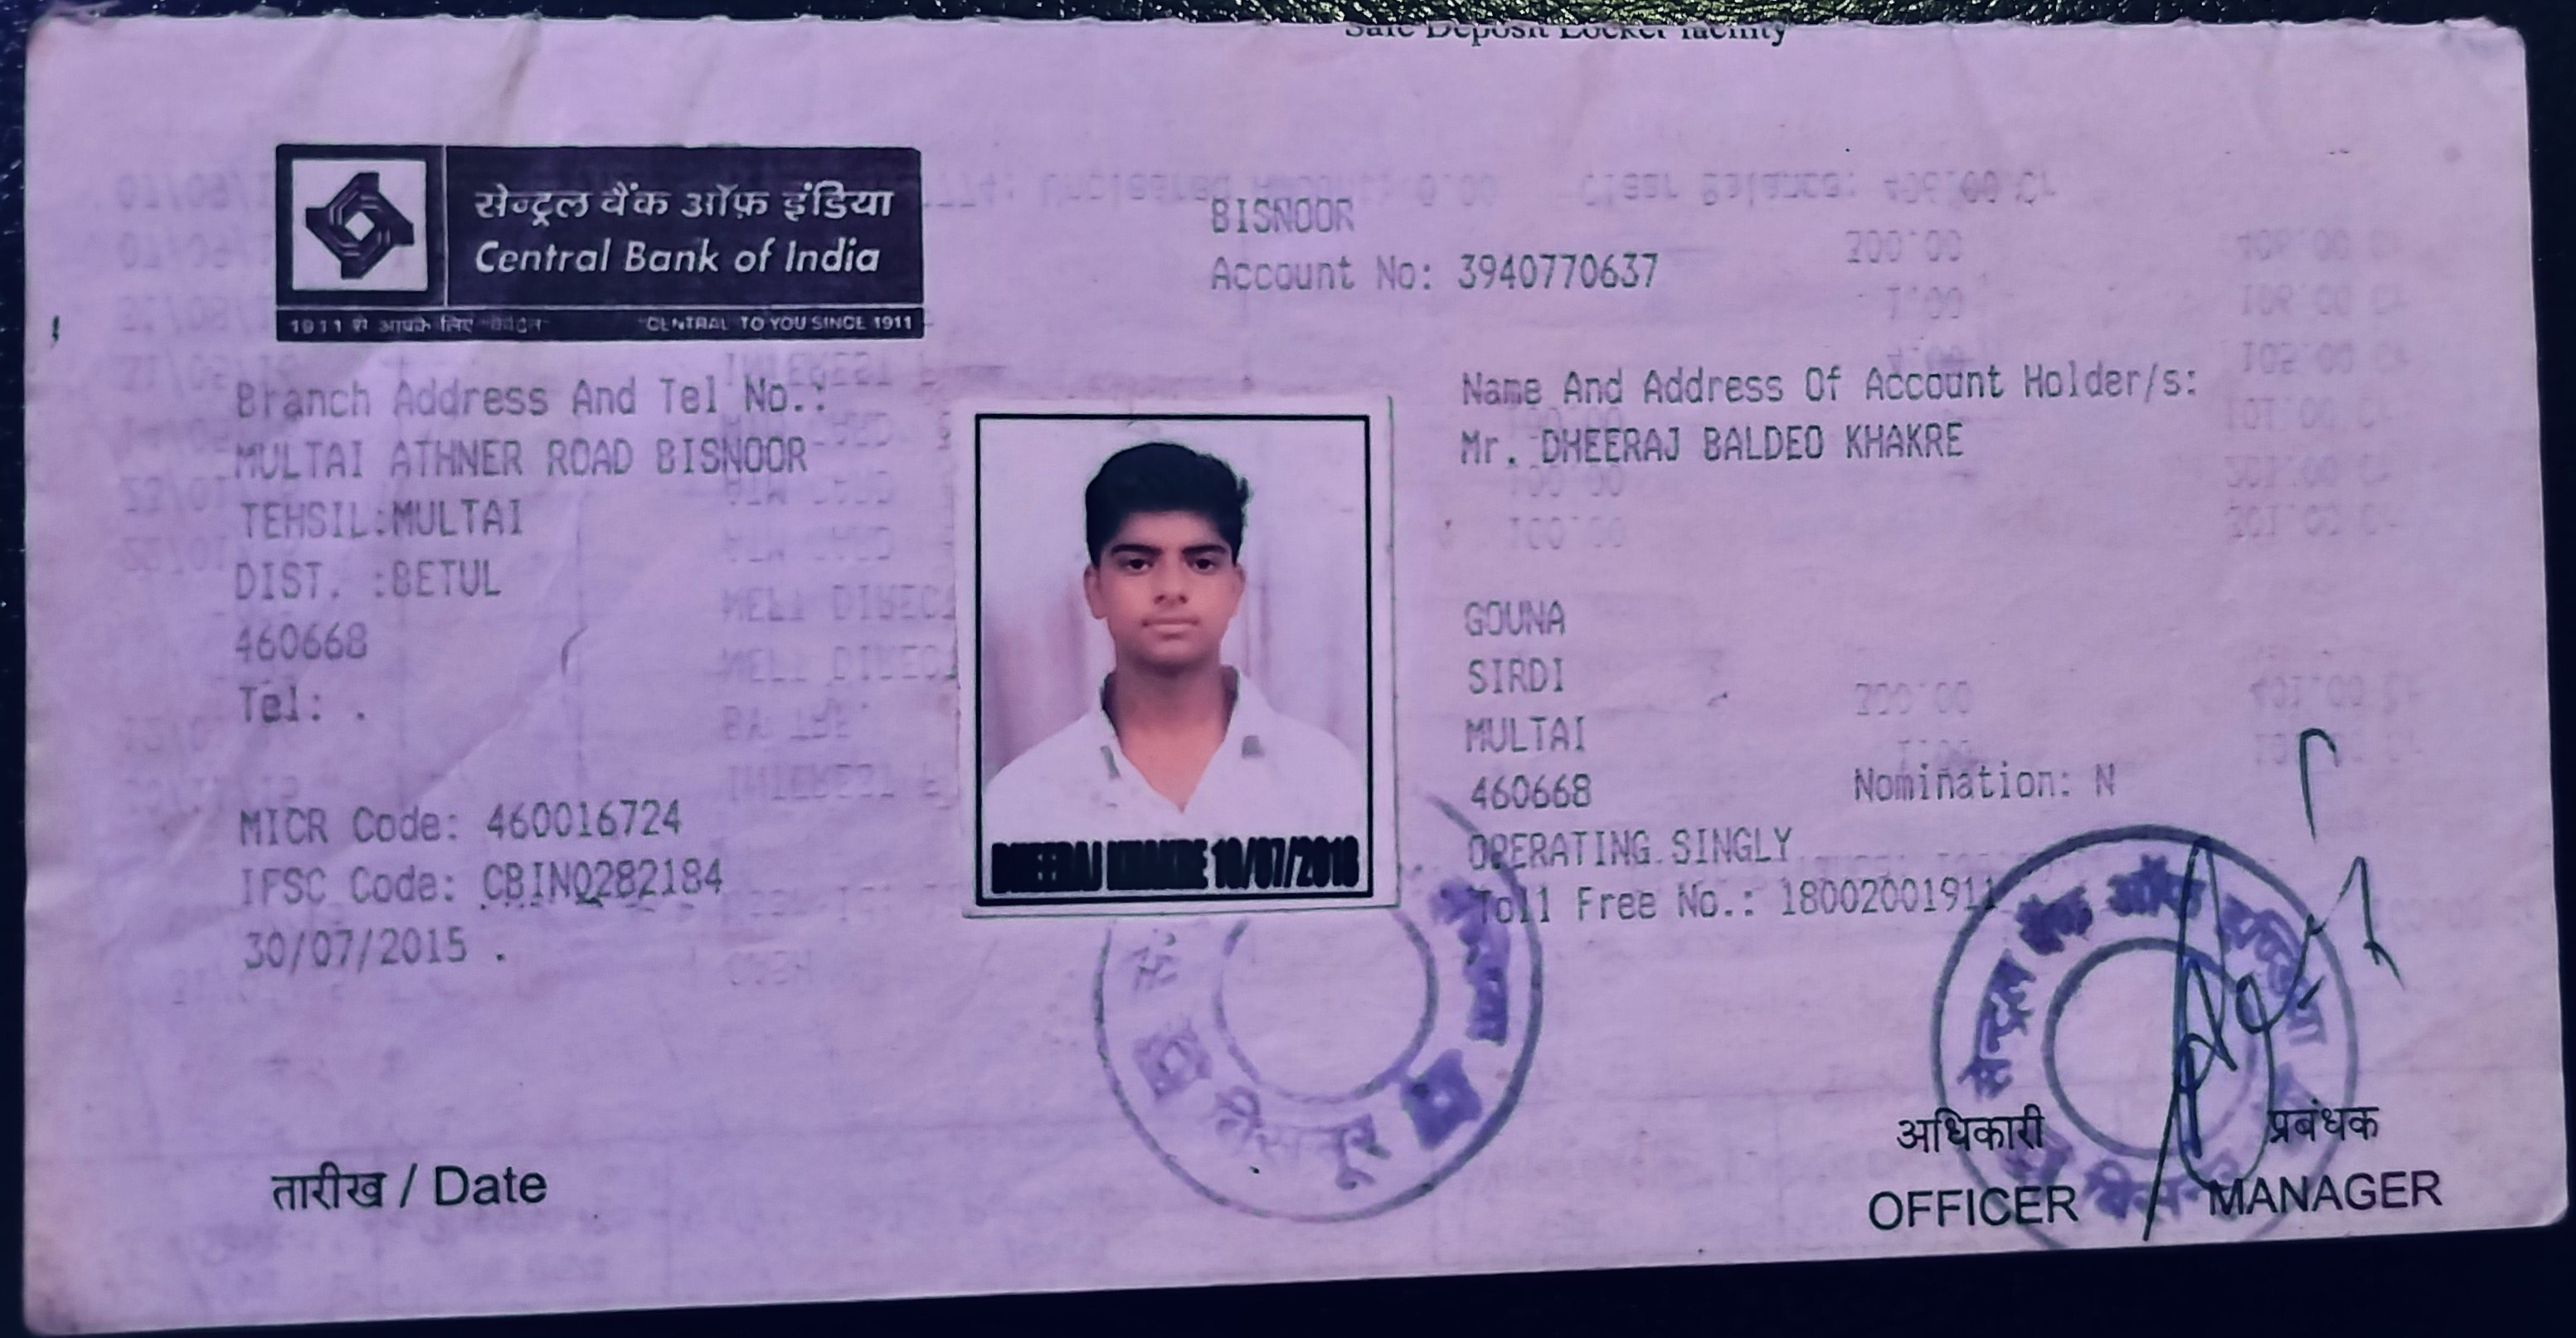 Safe Deposit Locker facility
सेन्ट्रल बैंक ऑफ़ इंडिया
Central Bank of India
1911 से आपके लिए "केंद्रित"
"CENTRAL" TO YOU SINCE 1911
BISNOOR
Account No: 3940770637
Branch Address And Tel No.:
MULTAI ATHNER ROAD BISNOOR
TEHSIL:MULTAI
DIST. :BETUL
460668
Tel: .
MICR Code: 460016724
IFSC Code: CBIN0282184
30/07/2015 .
DHEERAJ KHAKRE 10/07/2018
Name And Address Of Account Holder/s:
Mr. DHEERAJ BALDEO KHAKRE
GOUNA
SIRDI
MULTAI
460668
Nomination: N
OPERATING SINGLY
Toll Free No.: 18002001911
सेन्ट्रल बैंक ऑफ इण्डिया
तारीख / Date
अधिकारी
OFFICER
प्रबंधक
MANAGER